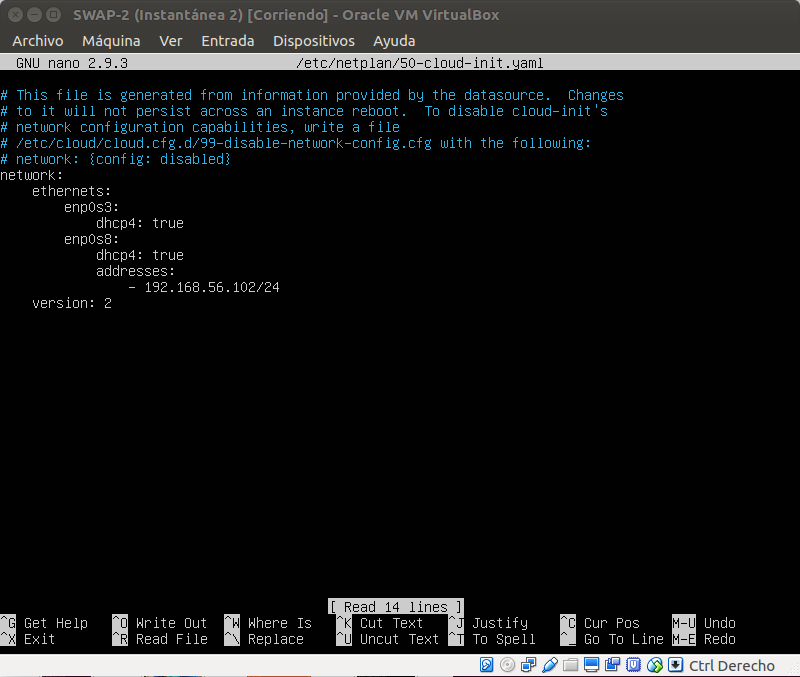 SWAP-2 (Instantánea 2) [Corriendo] - Oracle VM VirtualBox
Archivo Máquina Ver Entrada Dispositivos Ayuda
GNU nano 2.9.3 /etc/netplan/50-cloud-init.yaml
# This file is generated from information provided by the datasource.  Changes
# to it will not persist across an instance reboot.  To disable cloud-init's
# network configuration capabilities, write a file
# /etc/cloud/cloud.cfg.d/99-disable-network-config.cfg with the following:
# network: {config: disabled}
network:
    ethernets:
        enp0s3:
            dhcp4: true
        enp0s8:
            dhcp4: true
            addresses:
                - 192.168.56.102/24
    version: 2
[ Read 14 lines ]
^G Get Help ^O Write Out ^W Where Is ^K Cut Text ^J Justify ^C Cur Pos M-U Undo
^X Exit ^R Read File ^\ Replace ^U Uncut Text ^T To Spell ^_ Go To Line M-E Redo
Ctrl Derecho